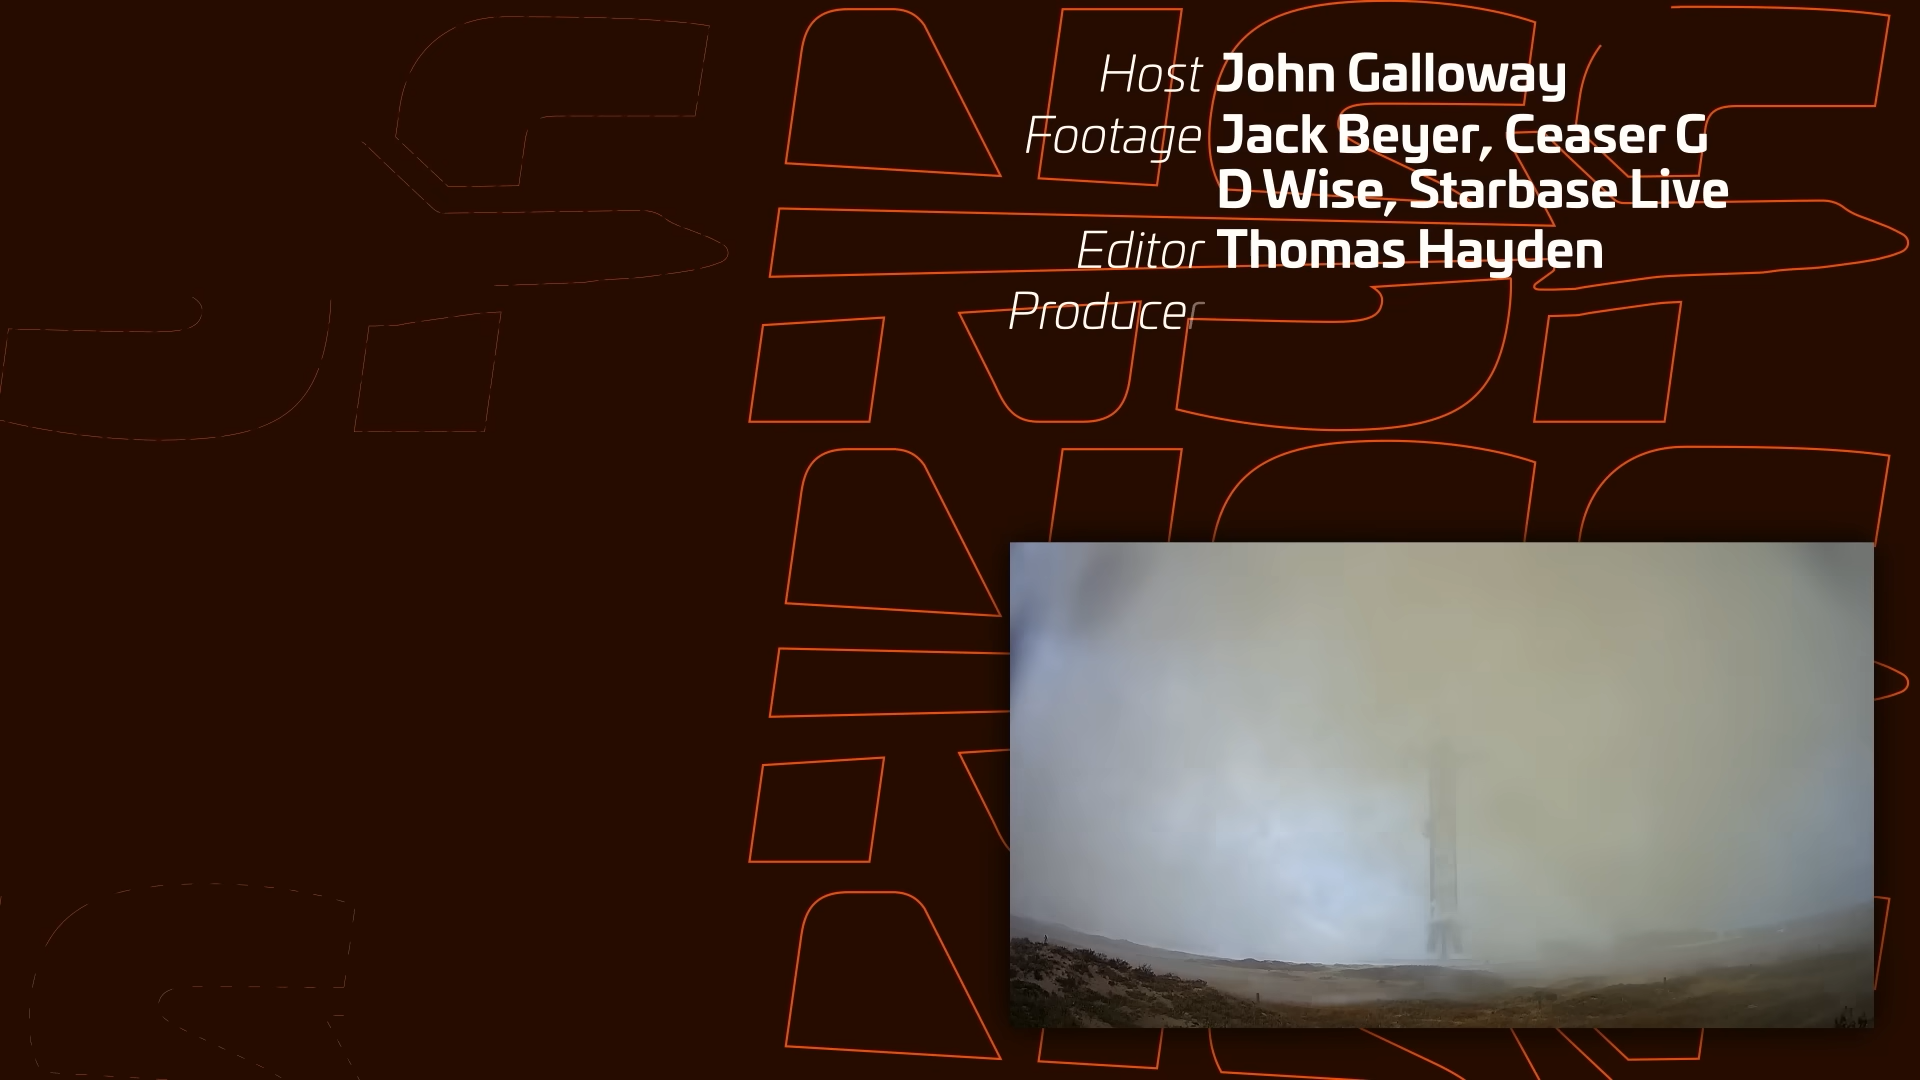 Host John Galloway
Footage Jack Beyer, Ceaser G
D Wise, Starbase Live
Editor Thomas Hayden
Producer